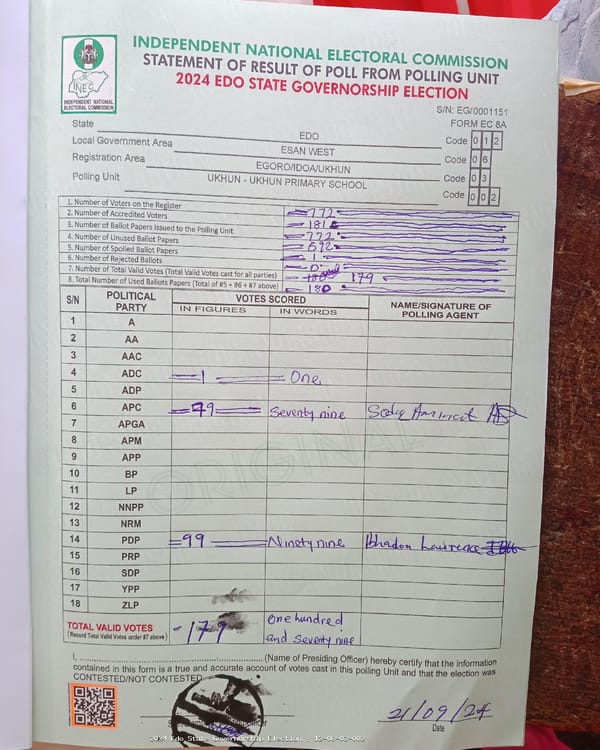 INDEPENDENT NATIONAL ELECTORAL COMMISSION
STATEMENT OF RESULT OF POLL FROM POLLING UNIT
2024 EDO STATE GOVERNORSHIP ELECTION
INEC
INDEPENDENT NATIONAL
ELECTORAL COMMISSION
S/N: EG/0001151
FORM EC 8A
State EDO Code 0 1 2
Local Government Area ESAN WEST Code 0 6
Registration Area EGORO/IDOA/UKHUN Code 0 3
Polling Unit UKHUN - UKHUN PRIMARY SCHOOL Code 0 0 2
1. Number of Voters on the Register 772
2. Number of Accredited Voters 181
3. Number of Ballot Papers Issued to the Polling Unit 772
4. Number of Unused Ballot Papers 592
5. Number of Spoiled Ballot Papers 1
6. Number of Rejected Ballots 0
7. Number of Total Valid Votes (Total Valid Votes cast for all parties) 179
8. Total Number of Used Ballots Papers (Total of #5 + #6 + #7 above) 180
S/N POLITICAL PARTY VOTES SCORED NAME/SIGNATURE OF POLLING AGENT
IN FIGURES IN WORDS
1 A
2 AA
3 AAC
4 ADC 1 One
5 ADP
6 APC 79 Seventy nine
7 APGA
8 APM
9 APP
10 BP
11 LP
12 NNPP
13 NRM
14 PDP 99 Ninety nine Lawrence
15 PRP
16 SDP
17 YPP
18 ZLP
ORIGINAL
TOTAL VALID VOTES 179 One hundred
(Record Total Valid Votes under #7 above) and seventy nine
I, (Name of Presiding Officer) hereby certify that the information
contained in this form is a true and accurate account of votes cast in this polling Unit and that the election was
CONTESTED/NOT CONTESTED
21/09/24
Date
2024 Edo State Governorship Election - 12-06-03-002